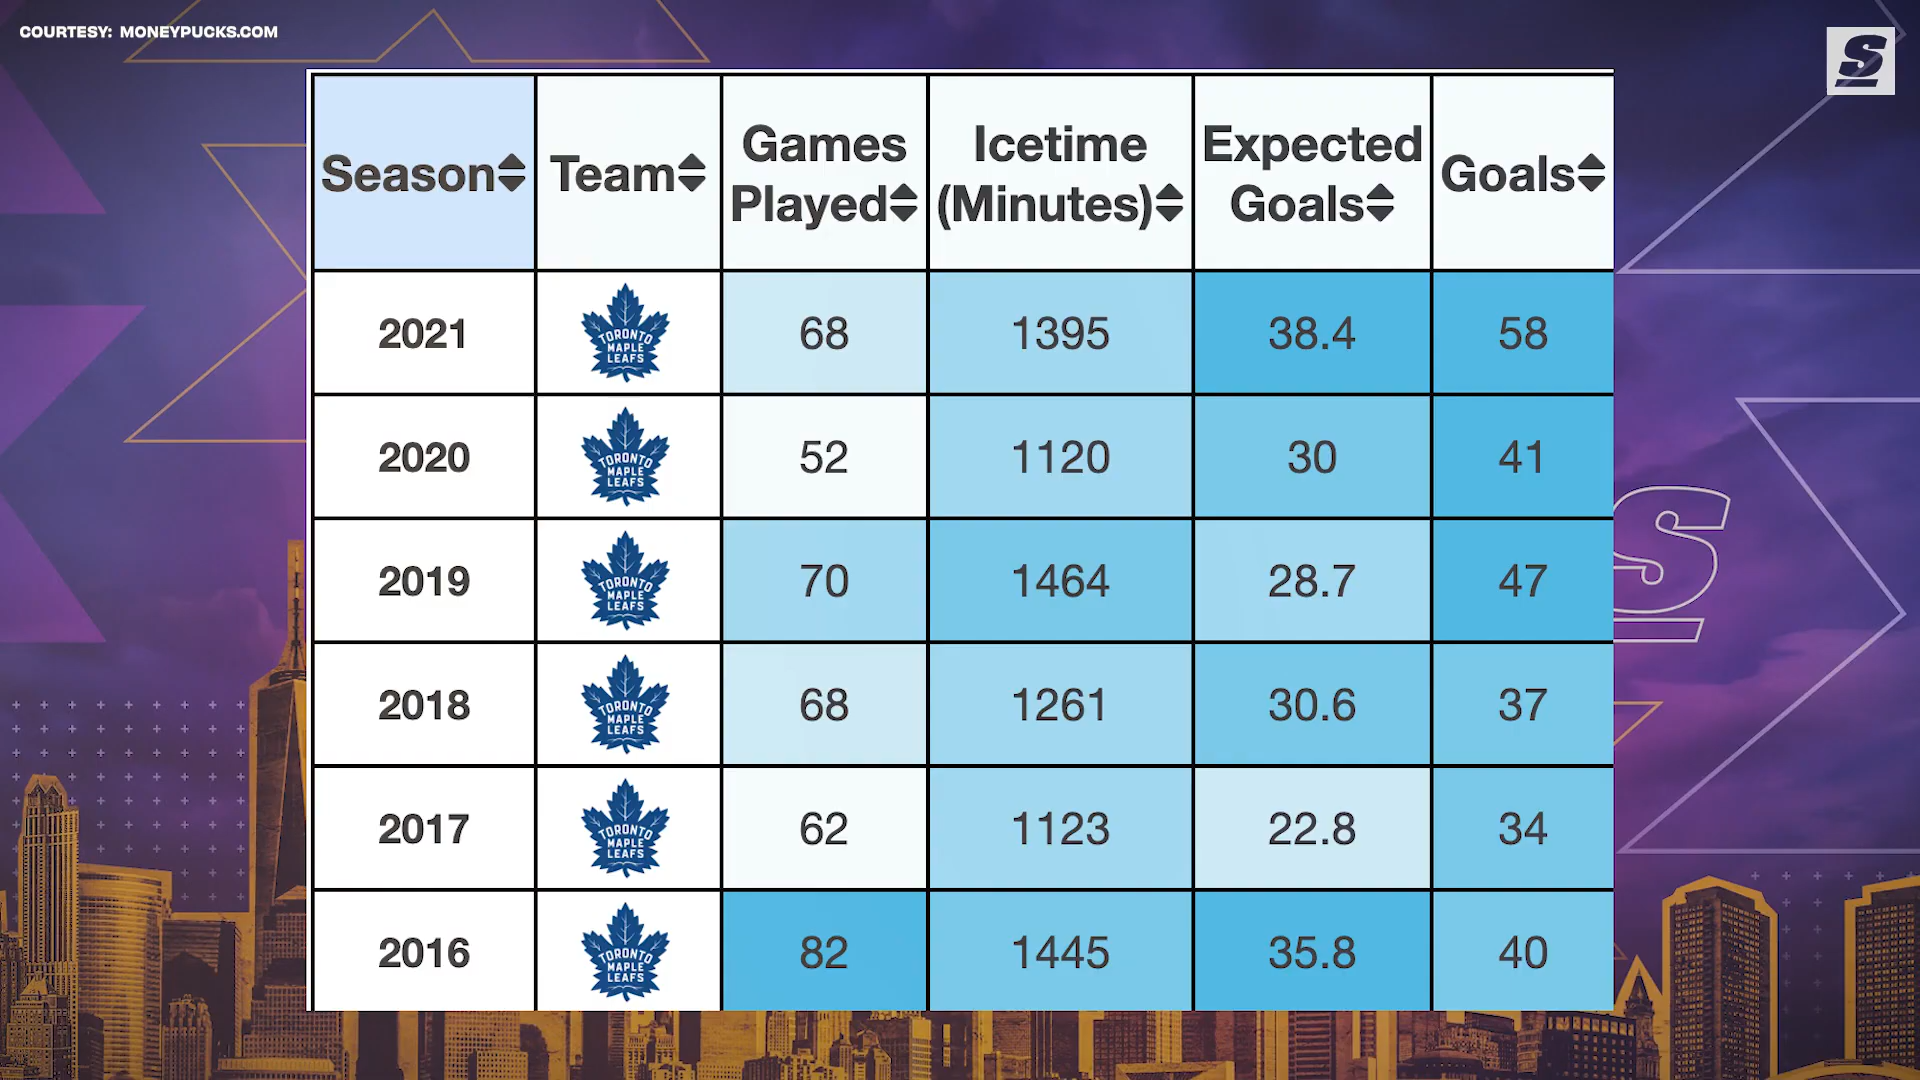 COURTESY: MONEYPUCKS.COM
S
Season Team Games Played Icetime (Minutes) Expected Goals Goals
2021 TORONTO MAPLE LEAFS 68 1395 38.4 58
2020 TORONTO MAPLE LEAFS 52 1120 30 41
2019 TORONTO MAPLE LEAFS 70 1464 28.7 47
2018 TORONTO MAPLE LEAFS 68 1261 30.6 37
2017 TORONTO MAPLE LEAFS 62 1123 22.8 34
2016 TORONTO MAPLE LEAFS 82 1445 35.8 40
S